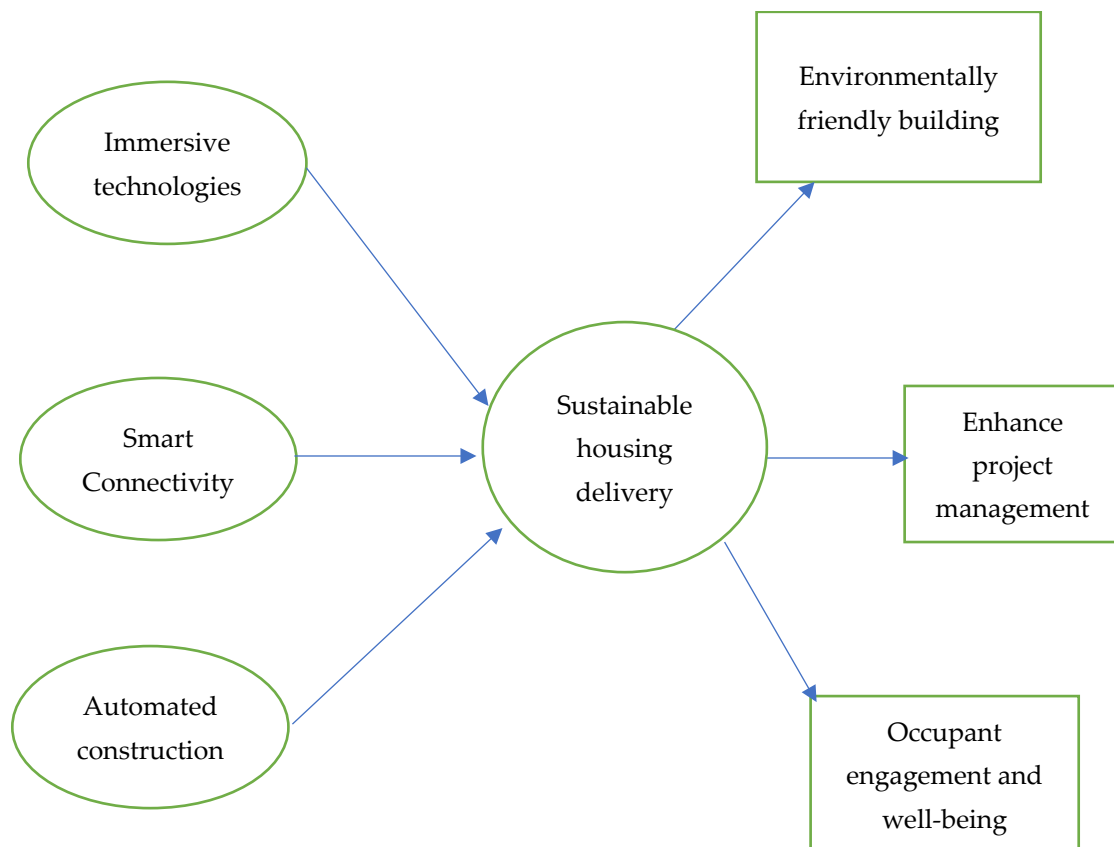 Immersive
technologies
Smart
Connectivity
Automated
construction
Sustainable
housing
delivery
Environmentally
friendly building
Enhance
project
management
Occupant
engagement and
well-being